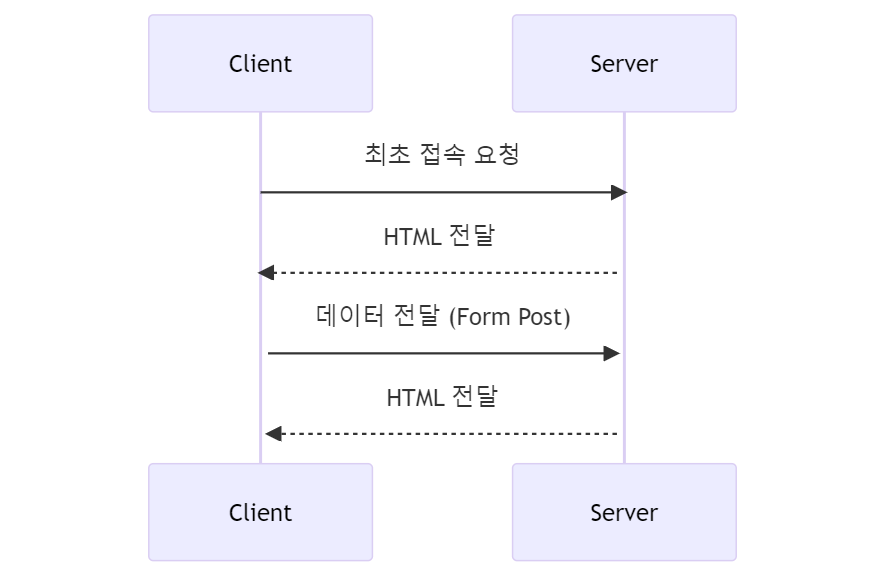 Client
Server
최초 접속 요청
HTML 전달
데이터 전달 (Form Post)
HTML 전달
Client
Server